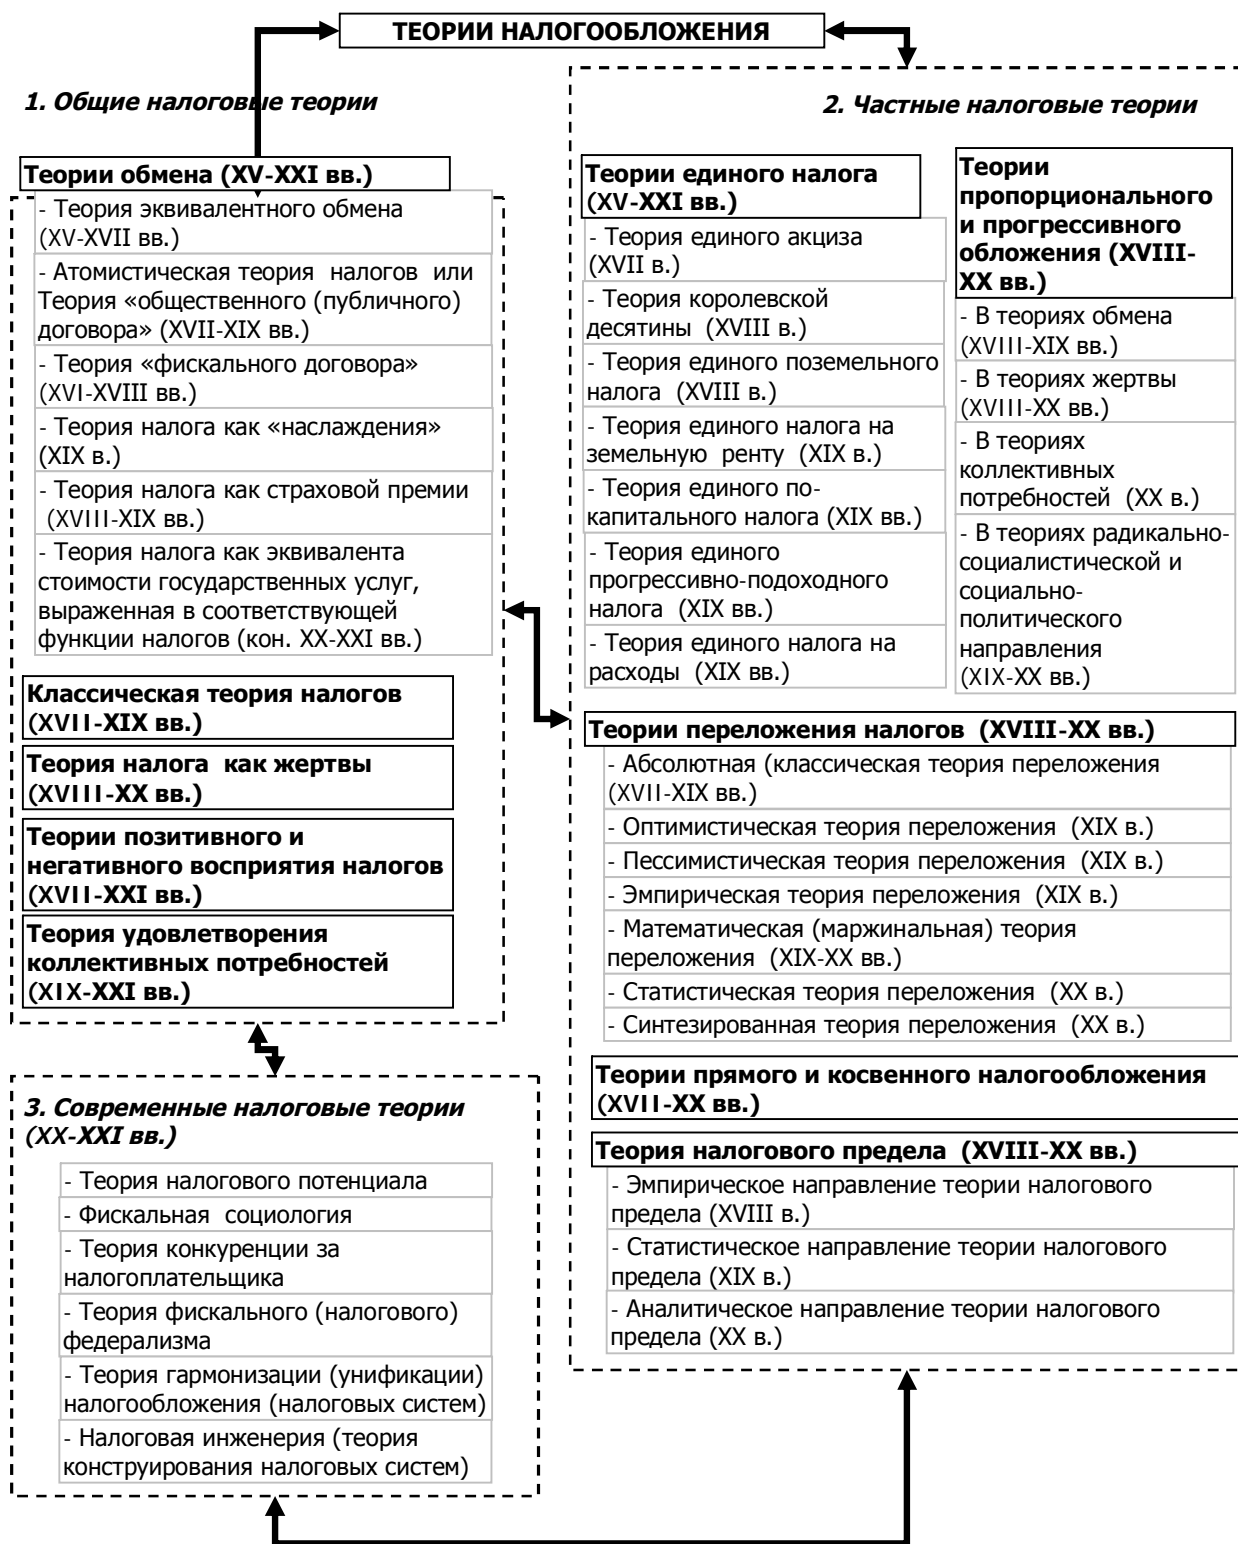 ТЕОРИИ НАЛОГООБЛОЖЕНИЯ
1. Общие налоговые теории
Теории обмена (XV-XXI вв.)
- Теория эквивалентного обмена
(XV-XVII вв.)
- Атомистическая теория налогов или
Теория «общественного (публичного)
договора» (XVII-XIX вв.)
- Теория «фискального договора»
(XVI-XVIII вв.)
- Теория налога как «наслаждения»
(XIX в.)
- Теория налога как страховой премии
(XVIII-XIX вв.)
- Теория налога как эквивалента
стоимости государственных услуг,
выраженная в соответствующей
функции налогов (кон. XX-XXI вв.)
Классическая теория налогов
(XVII-XIX вв.)
Теория налога как жертвы
(XVIII-XX вв.)
Теории позитивного и
негативного восприятия налогов
(XVII-XXI вв.)
Теория удовлетворения
коллективных потребностей
(XIX-XXI вв.)
2. Частные налоговые теории
Теории единого налога
(XV-XXI вв.)
- Теория единого акциза
(XVII в.)
- Теория королевской
десятины (XVIII в.)
- Теория единого поземельного
налога (XVIII в.)
- Теория единого налога на
земельную ренту (XIX в.)
- Теория единого по-
капитального налога (XIX вв.)
- Теория единого
прогрессивно-подоходного
налога (XIX вв.)
- Теория единого налога на
расходы (XIX вв.)
Теории
пропорционального
и прогрессивного
обложения (XVIII-
XX вв.)
- В теориях обмена
(XVIII-XIX вв.)
- В теориях жертвы
(XVIII-XX вв.)
- В теориях
коллективных
потребностей (XX в.)
- В теориях радикально-
социалистической и
социально-
политического
направления
(XIX-XX вв.)
Теории переложения налогов (XVIII-XX вв.)
- Абсолютная (классическая теория переложения
(XVII-XIX вв.)
- Оптимистическая теория переложения (XIX в.)
- Пессимистическая теория переложения (XIX в.)
- Эмпирическая теория переложения (XIX в.)
- Математическая (маржинальная) теория
переложения (XIX-XX вв.)
- Статистическая теория переложения (XX в.)
- Синтезированная теория переложения (XX в.)
Теории прямого и косвенного налогообложения
(XVII-XX вв.)
Теория налогового предела (XVIII-XX вв.)
- Эмпирическое направление теории налогового
предела (XVIII в.)
- Статистическое направление теории налогового
предела (XIX в.)
- Аналитическое направление теории налогового
предела (XX в.)
3. Современные налоговые теории
(XX-XXI вв.)
- Теория налогового потенциала
- Фискальная социология
- Теория конкуренции за
налогоплательщика
- Теория фискального (налогового)
федерализма
- Теория гармонизации (унификации)
налогообложения (налоговых систем)
- Налоговая инженерия (теория
конструирования налоговых систем)